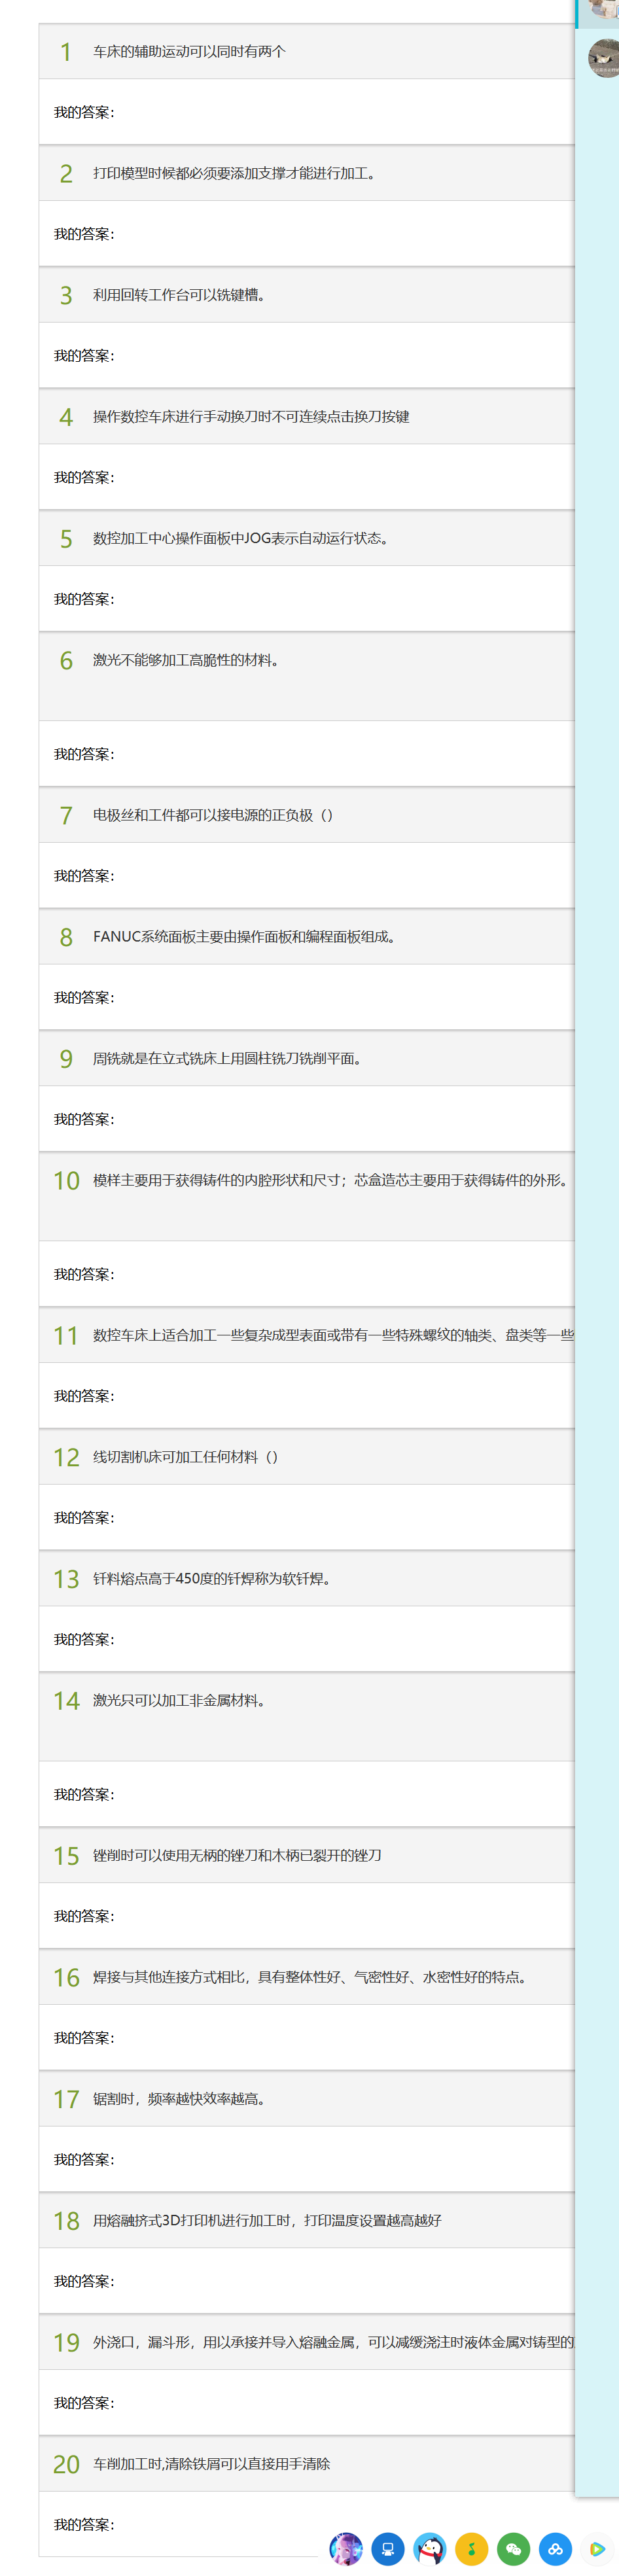 1 车床的辅助运动可以同时有两个
我的答案：
2 打印模型时候都必须要添加支撑才能进行加工。
我的答案：
3 利用回转工作台可以铣键槽。
我的答案：
4 操作数控车床进行手动换刀时不可连续点击换刀按键
我的答案：
5 数控加工中心操作面板中JOG表示自动运行状态。
我的答案：
6 激光不能够加工高脆性的材料。
我的答案：
7 电极丝和工件都可以接电源的正负极（）
我的答案：
8 FANUC系统面板主要由操作面板和编程面板组成。
我的答案：
9 周铣就是在立式铣床上用圆柱铣刀铣削平面。
我的答案：
10 模样主要用于获得铸件的内腔形状和尺寸；芯盒造芯主要用于获得铸件的外形。
我的答案：
11 数控车床上适合加工一些复杂成型表面或带有一些特殊螺纹的轴类、盘类等一些
我的答案：
12 线切割机床可加工任何材料（）
我的答案：
13 钎料熔点高于450度的钎焊称为软钎焊。
我的答案：
14 激光只可以加工非金属材料。
我的答案：
15 锉削时可以使用无柄的锉刀和木柄已裂开的锉刀
我的答案：
16 焊接与其他连接方式相比，具有整体性好、气密性好、水密性好的特点。
我的答案：
17 锯割时，频率越快效率越高。
我的答案：
18 用熔融挤式3D打印机进行加工时，打印温度设置越高越好
我的答案：
19 外浇口，漏斗形，用以承接并导入熔融金属，可以减缓浇注时液体金属对铸型的
我的答案：
20 车削加工时,清除铁屑可以直接用手清除
我的答案：